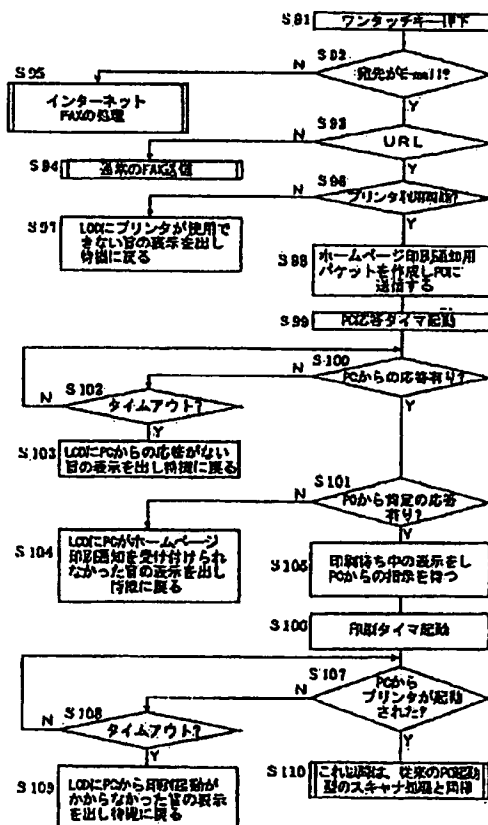 S91
ワンタッチキー押下
S92
宛先がE-mail?
N
Y
S95
インターネット
FAXの処理
S93
URL
N
Y
S94
通常のFAX送信
S96
プリンタ利用可能?
N
Y
S97
LCDにプリンタが使用で
きない旨の表示を出し
待機に戻る
S98
ホームページ印刷通知用
パケットを作成しPCに
送信する
S99
PC応答タイマ起動
S100
PCからの応答有り?
N
Y
S102
タイムアウト?
N
Y
S103
LCDにPCからの応答がない
旨の表示を出し待機に戻る
S101
PCから肯定の応答
有り?
N
Y
S104
LCDにPCがホームページ
印刷通知を受け付けられ
なかった旨の表示を出し
待機に戻る
S105
印刷待ち中の表示をし
PCからの指示を待つ
S106
印刷タイマ起動
S107
PCから
プリンタが起動
された?
N
Y
S108
タイムアウト?
N
Y
S109
LCDにPCから印刷起動が
かからなかった旨の表示
を出し待機に戻る
S110
これ以降は、従来のPC起動
型のスキャナ処理と同様